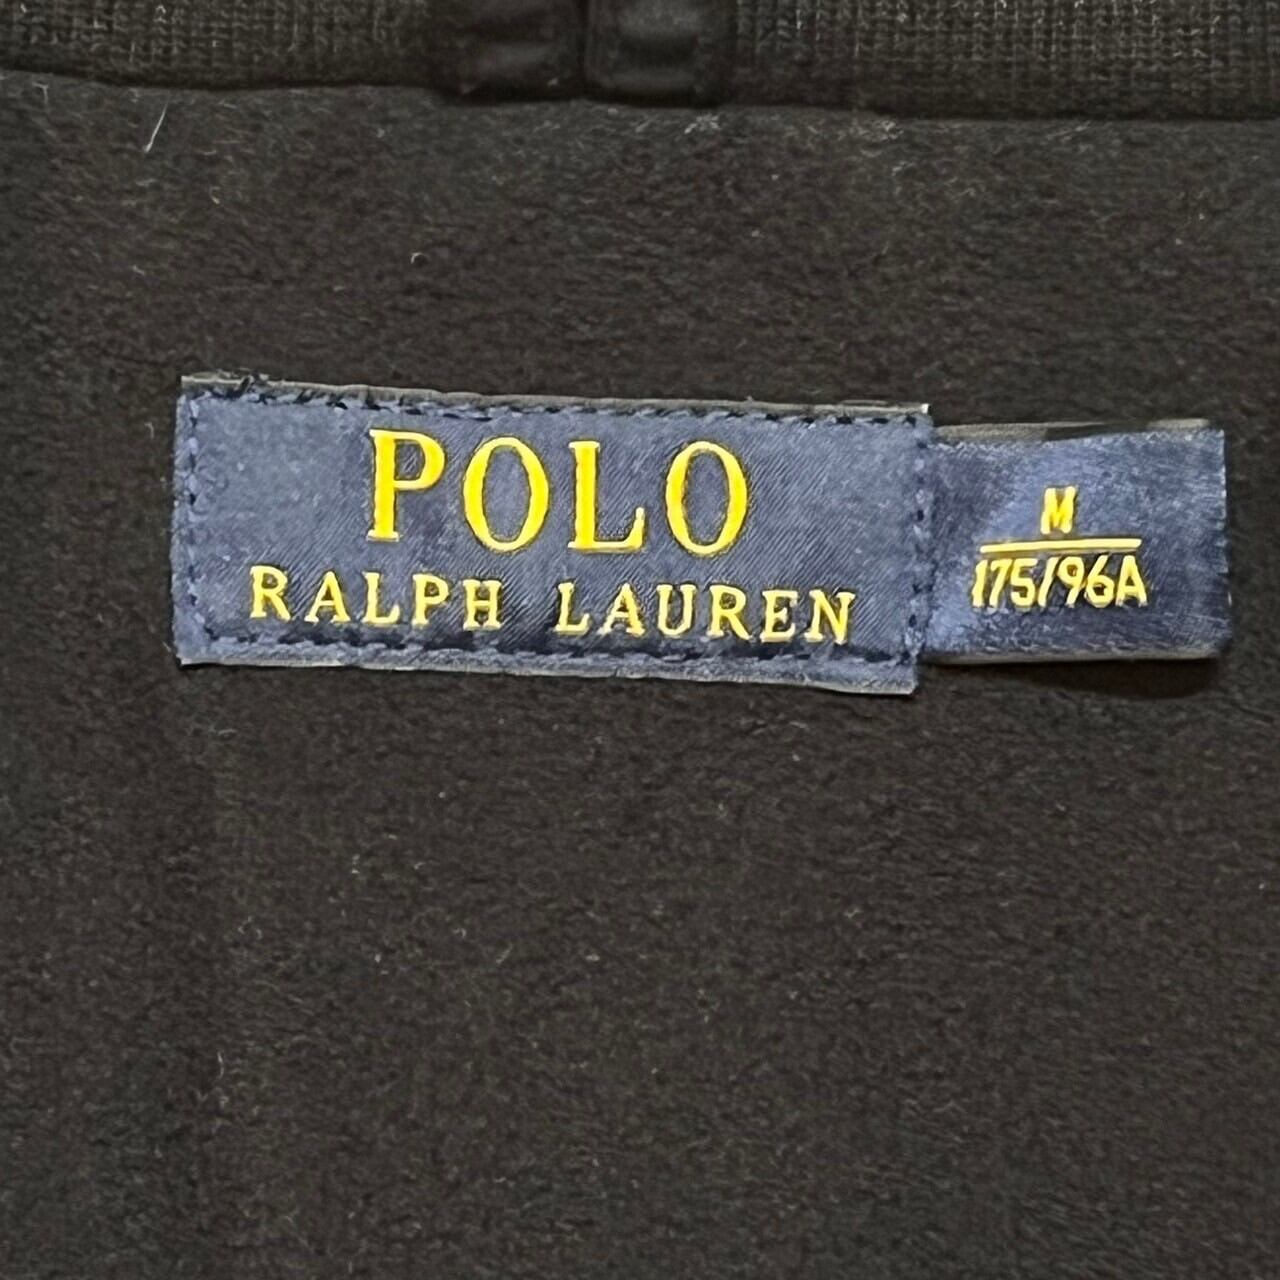 POLO
RALPH LAUREN
M
175/96A